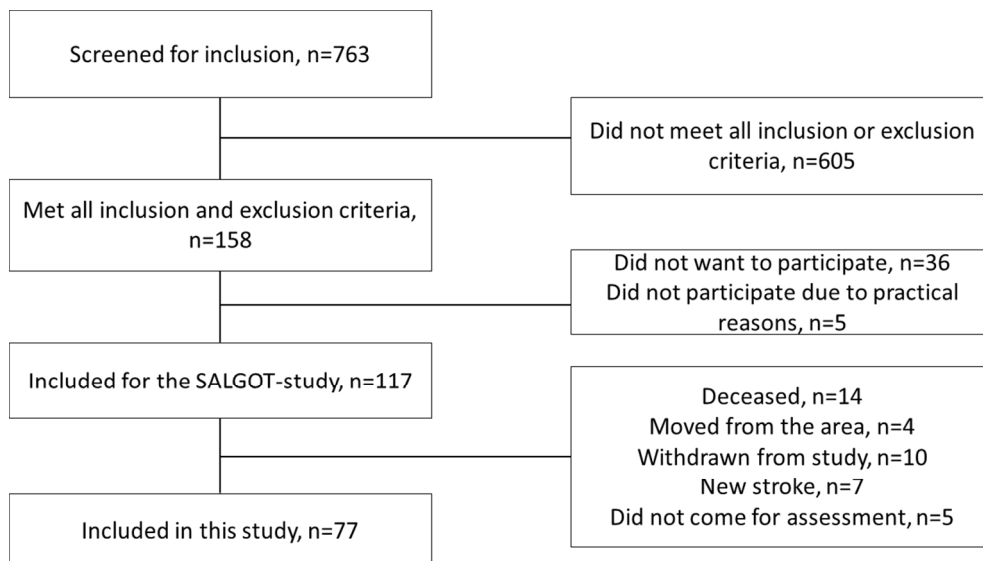 Screened for inclusion, n=763
Did not meet all inclusion or exclusion
criteria, n=605
Met all inclusion and exclusion criteria,
n=158
Did not want to participate, n=36
Did not participate due to practical
reasons, n=5
Included for the SALGOT-study, n=117
Deceased, n=14
Moved from the area, n=4
Withdrawn from study, n=10
New stroke, n=7
Did not come for assessment, n=5
Included in this study, n=77